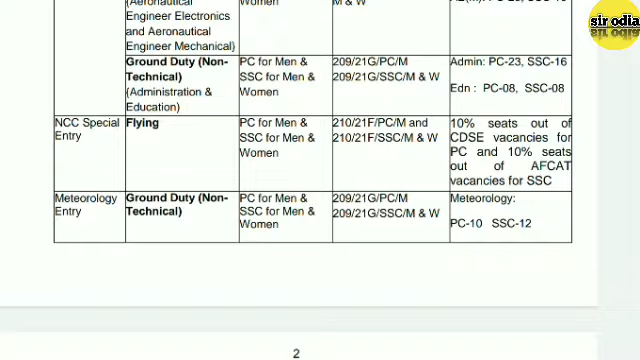 (Aeronautical
Engineer Electronics
and Aeronautical
Engineer Mechanical}
Women
M & W
Ground Duty (Non-
Technical)
(Administration &
Education)
PC for Men &
SSC for Men &
Women
209/21G/PC/M
209/21G/SSC/M & W
Admin: PC-23, SSC-16
Edn : PC-08, SSC-08
NCC Special
Entry
Flying
PC for Men &
SSC for Men &
Women
210/21F/PC/M and
210/21F/SSC/M & W
10% seats out of
CDSE vacancies for
PC and 10% seats
out of AFCAT
vacancies for SSC
Meteorology
Entry
Ground Duty (Non-
Technical)
PC for Men &
SSC for Men &
Women
209/21G/PC/M
209/21G/SSC/M & W
Meteorology:
PC-10 SSC-12
2
sir odia